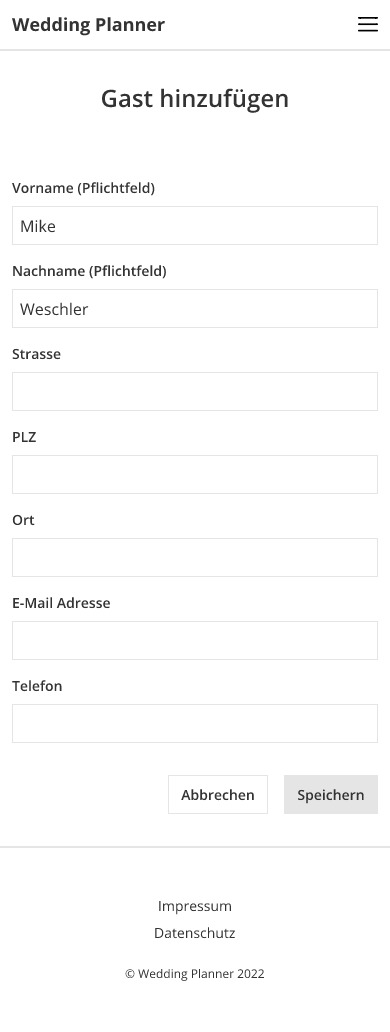 Wedding Planner
Gast hinzufügen
Vorname (Pflichtfeld)
Mike
Nachname (Pflichtfeld)
Weschler
Strasse
PLZ
Ort
E-Mail Adresse
Telefon
Abbrechen Speichern
Impressum
Datenschutz
© Wedding Planner 2022